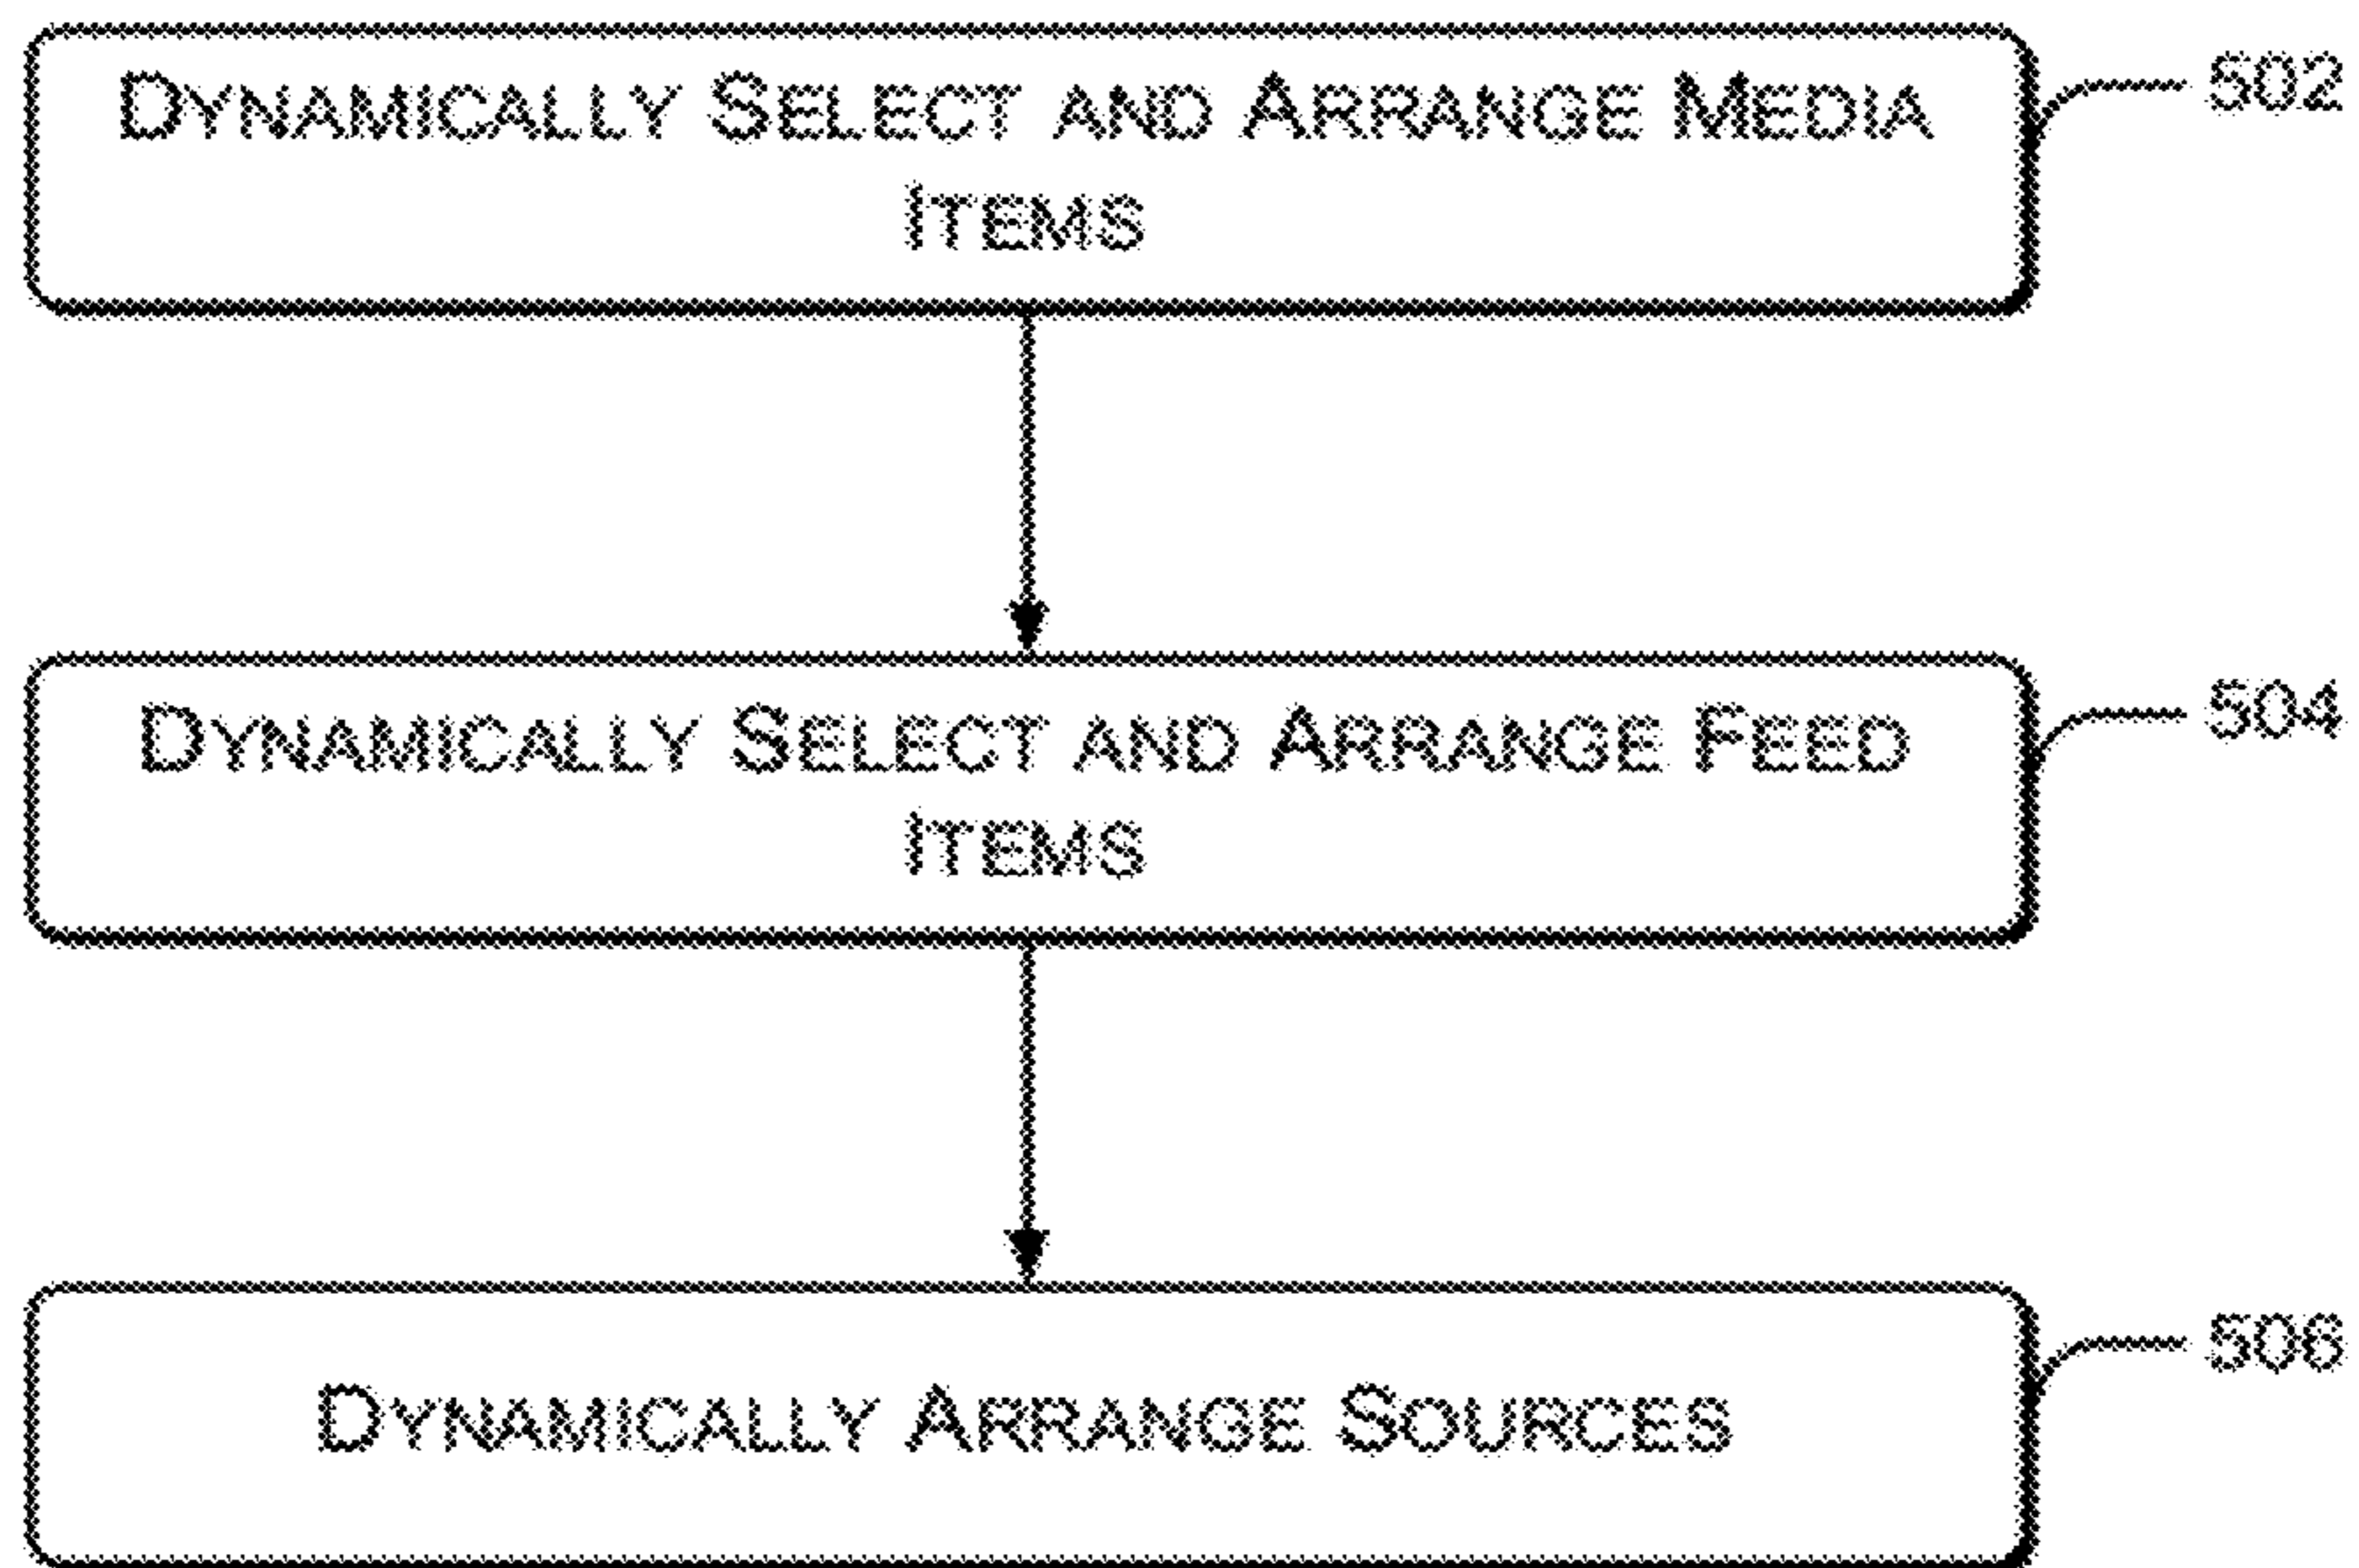 DYNAMICALLY SELECT AND ARRANGE MEDIA
ITEMS
502
DYNAMICALLY SELECT AND ARRANGE FEED
ITEMS
504
DYNAMICALLY ARRANGE SOURCES
506